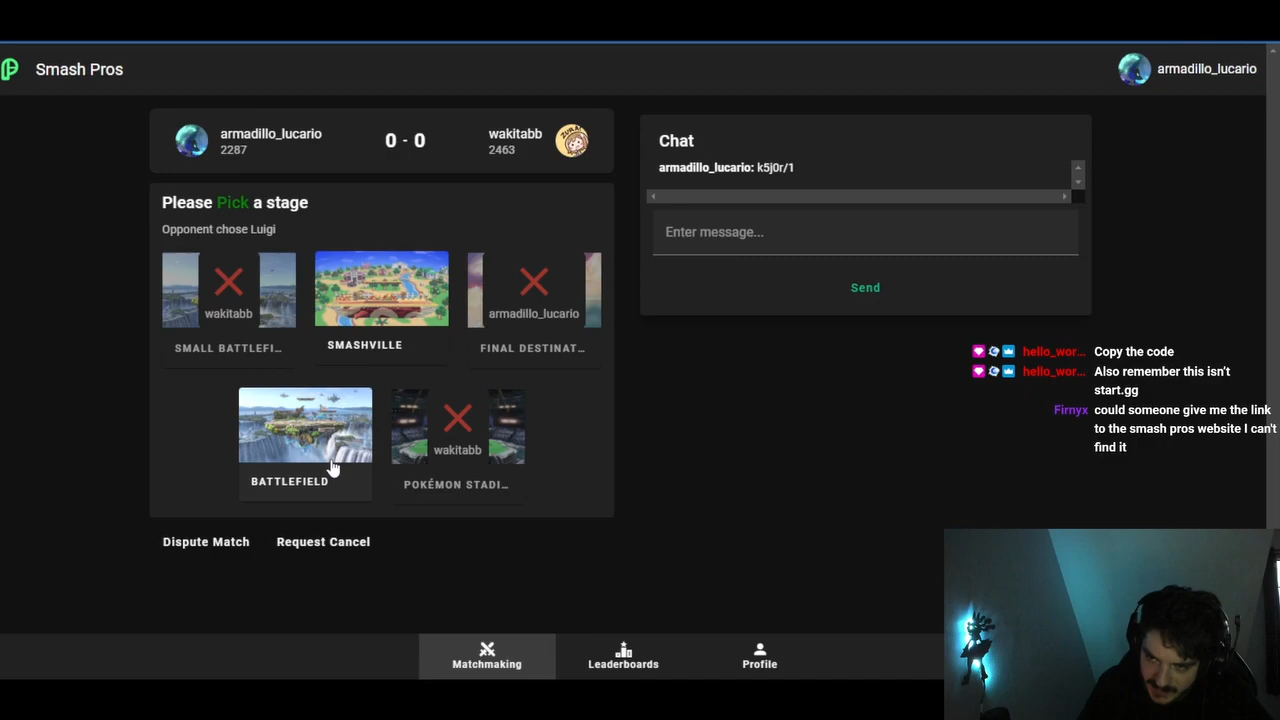 Smash Pros
armadillo_lucario
armadillo_lucario
2287
0 - 0
wakitabb
2463
Please Pick a stage
Opponent chose Luigi
wakitabb
SMALL BATTLEFI...
SMASHVILLE
armadillo_lucario
FINAL DESTINAT...
BATTLEFIELD
wakitabb
POKÉMON STADI...
Dispute Match
Request Cancel
Chat
armadillo_lucario: k5j0r/1
Enter message...
Send
hello_wor... Copy the code
hello_wor... Also remember this isn't
start.gg
Firnyx could someone give me the link
to the smash pros website I can't
find it
Matchmaking
Leaderboards
Profile